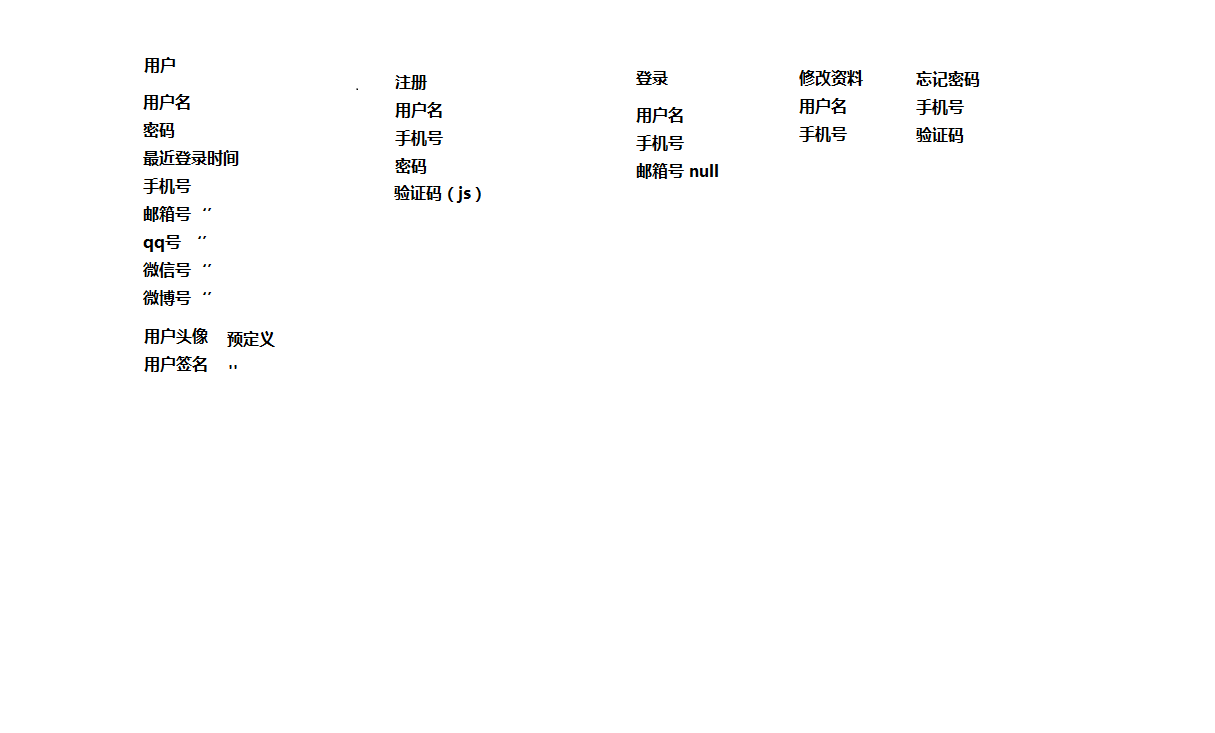 用户
用户名
密码
最近登录时间
手机号
邮箱号 ‘’
qq号 ‘’
微信号 ‘’
微博号 ‘’
用户头像 预定义
用户签名 ''
注册
用户名
手机号
密码
验证码（js）
登录
用户名
手机号
邮箱号 null
修改资料
用户名
手机号
忘记密码
手机号
验证码